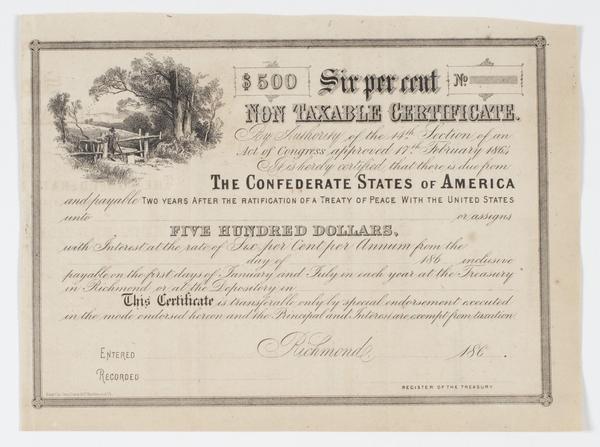 $500 Six per cent No
NON TAXABLE CERTIFICATE.
By Authority of the 14th Section of an
Act of Congress approved 17th February 1864
It is hereby certified that there is due from
THE CONFEDERATE STATES OF AMERICA
and payable TWO YEARS AFTER THE RATIFICATION OF A TREATY OF PEACE WITH THE UNITED STATES
unto or assigns
FIVE HUNDRED DOLLARS,
with Interest at the rate of Six per Cent per Annum from the
day of 186 inclusive
payable on the first days of January and July in each year at the Treasury
in Richmond or at the Depository in
This Certificate is transferable only by special endorsement executed
in the mode endorsed hereon and the Principal and Interest are exempt from taxation
Richmond, 186 .
ENTERED
RECORDED
REGISTER OF THE TREASURY